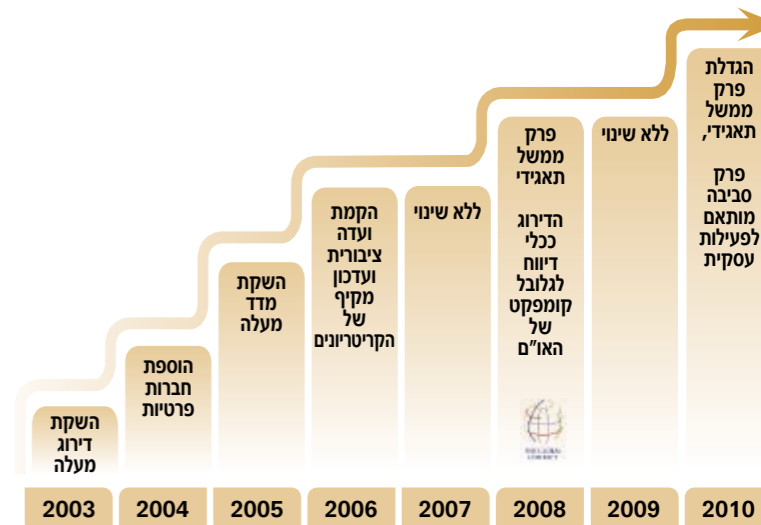 השקת
דירוג
מעלה
2003
הוספת
חברות
פרטיות
2004
השקת
מדד
מעלה
2005
הקמת
ועדה
ציבורית
ועדכון
מקיף
של
הקריטריונים
2006
ללא שינוי
2007
פרק
ממשל
תאגידי
הדירוג
ככלי
דיווח
לגלובל
קומפקט
של
האו"ם
2008
ללא שינוי
2009
הגדלת
פרק
ממשל
תאגידי,
פרק
סביבה
מותאם
לפעילות
עסקית
2010